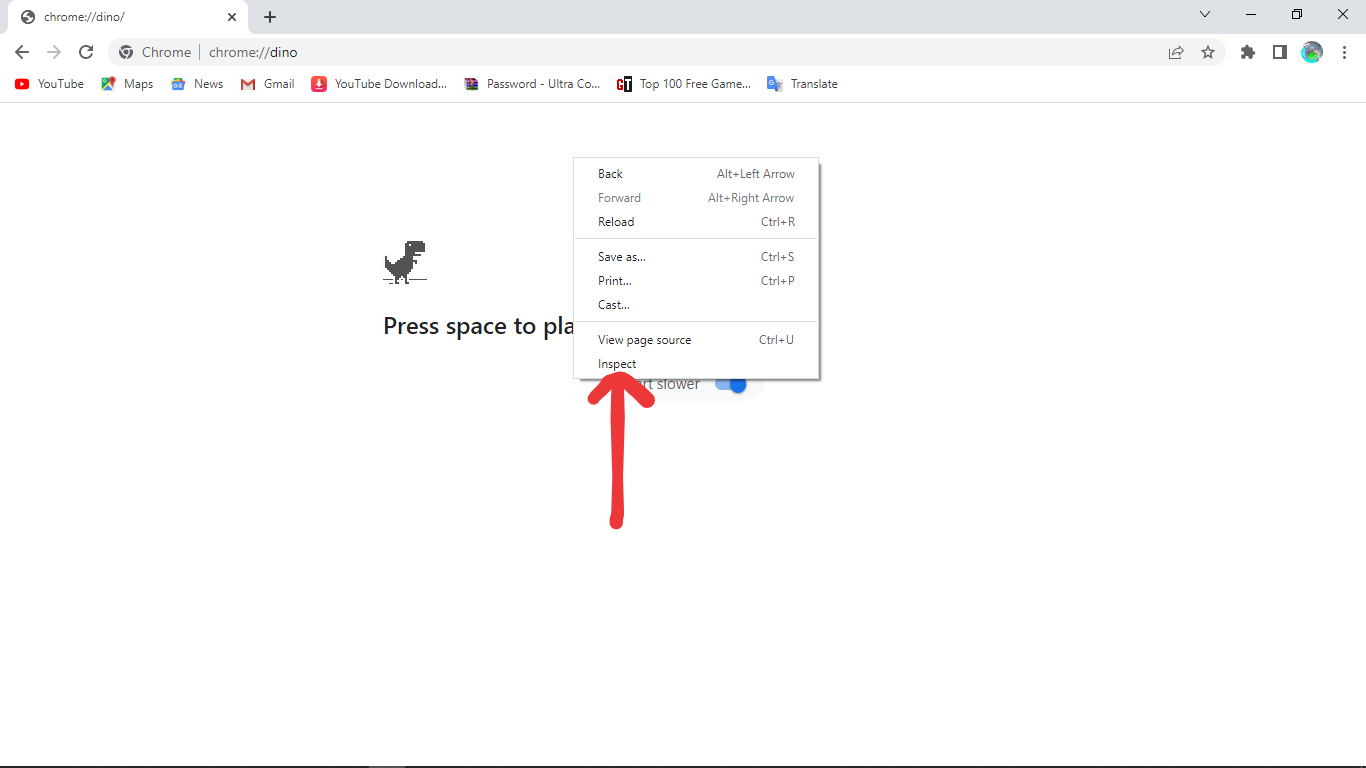 chrome://dino/
Chrome chrome://dino
YouTube Maps News Gmail YouTube Download... Password - Ultra Co... Top 100 Free Game... Translate
Back Alt+Left Arrow
Forward Alt+Right Arrow
Reload Ctrl+R
Save as... Ctrl+S
Print... Ctrl+P
Cast...
Press space to pla
View page source Ctrl+U
Inspect
rt slower